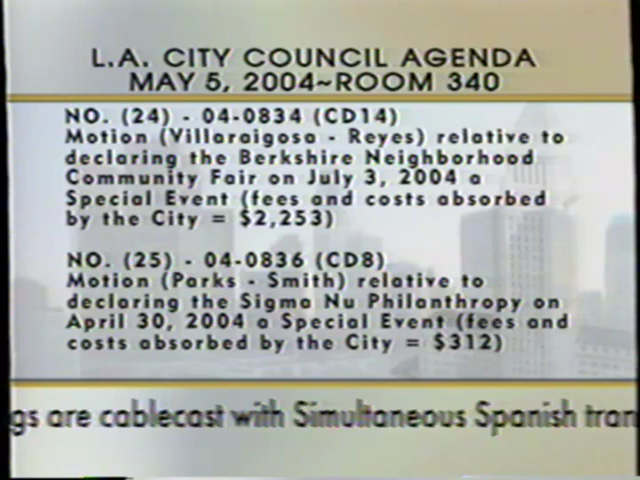 L.A. CITY COUNCIL AGENDA
MAY 5, 2004~ROOM 340
NO. (24) - 04-0834 (CD14)
Motion (Villaraigosa - Reyes) relative to
declaring the Berkshire Neighborhood
Community Fair on July 3, 2004 a
Special Event (fees and costs absorbed
by the City = $2,253)
NO. (25) - 04-0836 (CD8)
Motion (Parks - Smith) relative to
declaring the Sigma Nu Philanthropy on
April 30, 2004 a Special Event (fees and
costs absorbed by the City = $312)
gs are cablecast with Simultaneous Spanish tran